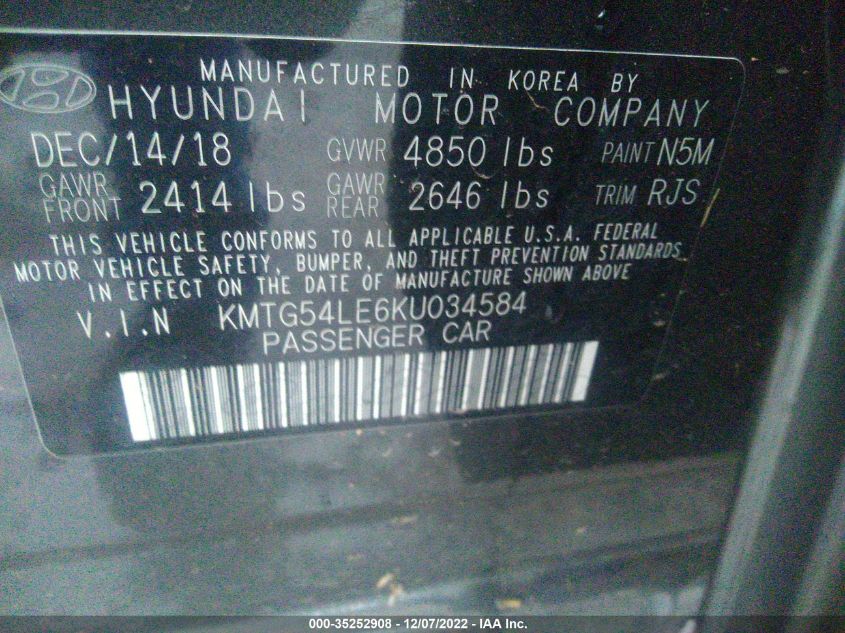 MANUFACTURED IN KOREA BY
HYUNDAI MOTOR COMPANY
DEC/14/18 GVWR 4850 lbs PAINT N5M
GAWR FRONT 2414 lbs GAWR REAR 2646 lbs TRIM RJS
THIS VEHICLE CONFORMS TO ALL APPLICABLE U.S.A. FEDERAL
MOTOR VEHICLE SAFETY, BUMPER, AND THEFT PREVENTION STANDARDS
IN EFFECT ON THE DATE OF MANUFACTURE SHOWN ABOVE
V.I.N KMTG54LE6KU034584
PASSENGER CAR
000-35252908 - 12/07/2022 - IAA Inc.